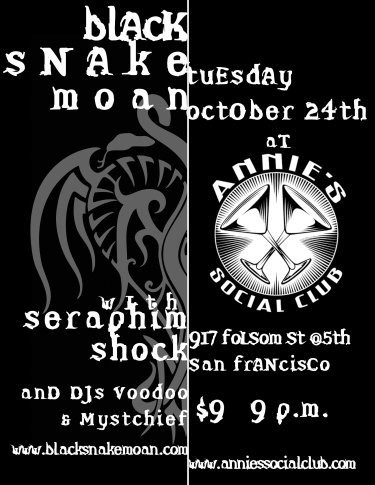 blAcK
sNAke
moan
tuEsdAy
octobeR 24th
aT
ANNIE'S
SOCIAL CLUB
with
seraphim
shock
anD DJs Voodoo
& Mystchief
www.blacksnakemoan.com
917 folsom St @5th
San frANcisCo
$9 9 p.m.
www.anniessocialclub.com